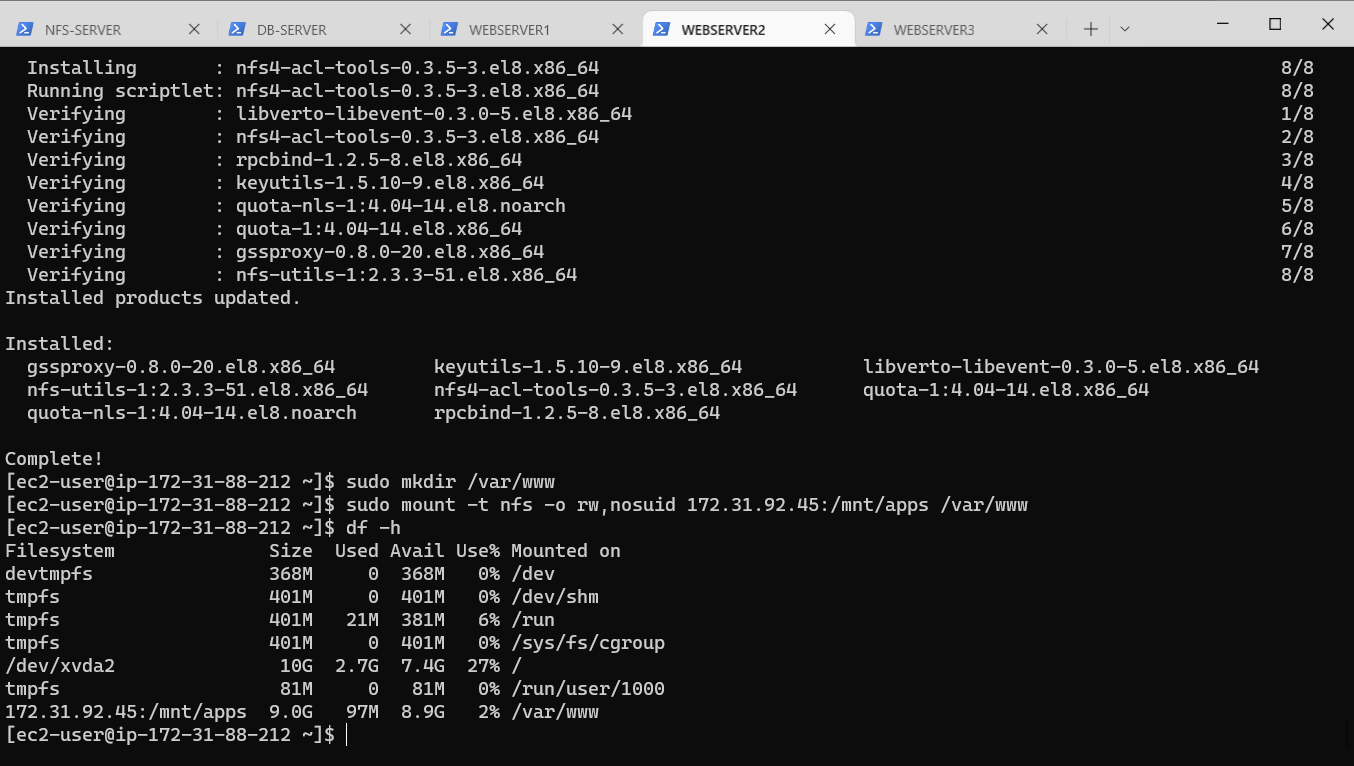 NFS-SERVER DB-SERVER WEBSERVER1 WEBSERVER2 WEBSERVER3
  Installing       : nfs4-acl-tools-0.3.5-3.el8.x86_64 8/8
  Running scriptlet: nfs4-acl-tools-0.3.5-3.el8.x86_64 8/8
  Verifying        : libverto-libevent-0.3.0-5.el8.x86_64 1/8
  Verifying        : nfs4-acl-tools-0.3.5-3.el8.x86_64 2/8
  Verifying        : rpcbind-1.2.5-8.el8.x86_64 3/8
  Verifying        : keyutils-1.5.10-9.el8.x86_64 4/8
  Verifying        : quota-nls-1:4.04-14.el8.noarch 5/8
  Verifying        : quota-1:4.04-14.el8.x86_64 6/8
  Verifying        : gssproxy-0.8.0-20.el8.x86_64 7/8
  Verifying        : nfs-utils-1:2.3.3-51.el8.x86_64 8/8
Installed products updated.

Installed:
  gssproxy-0.8.0-20.el8.x86_64         keyutils-1.5.10-9.el8.x86_64           libverto-libevent-0.3.0-5.el8.x86_64
  nfs-utils-1:2.3.3-51.el8.x86_64      nfs4-acl-tools-0.3.5-3.el8.x86_64      quota-1:4.04-14.el8.x86_64
  quota-nls-1:4.04-14.el8.noarch       rpcbind-1.2.5-8.el8.x86_64

Complete!
[ec2-user@ip-172-31-88-212 ~]$ sudo mkdir /var/www
[ec2-user@ip-172-31-88-212 ~]$ sudo mount -t nfs -o rw,nosuid 172.31.92.45:/mnt/apps /var/www
[ec2-user@ip-172-31-88-212 ~]$ df -h
Filesystem              Size  Used Avail Use% Mounted on
devtmpfs                368M     0  368M   0% /dev
tmpfs                   401M     0  401M   0% /dev/shm
tmpfs                   401M   21M  381M   6% /run
tmpfs                   401M     0  401M   0% /sys/fs/cgroup
/dev/xvda2               10G  2.7G  7.4G  27% /
tmpfs                    81M     0   81M   0% /run/user/1000
172.31.92.45:/mnt/apps  9.0G   97M  8.9G   2% /var/www
[ec2-user@ip-172-31-88-212 ~]$